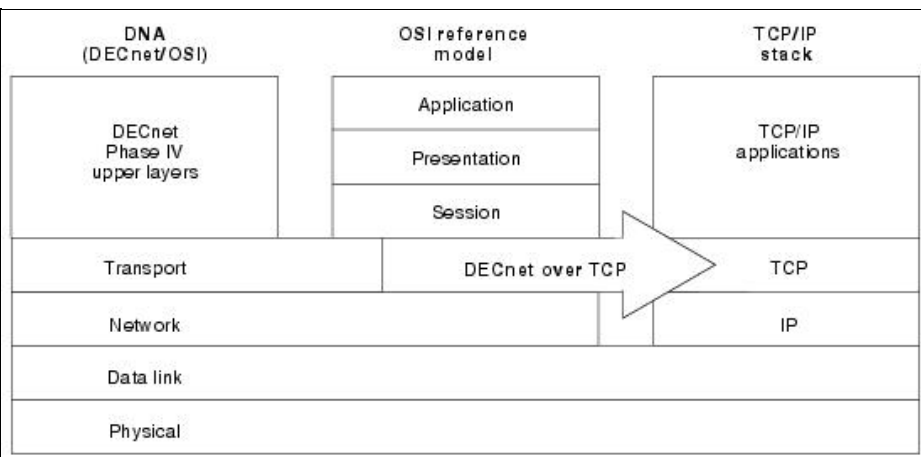 DNA
(DECnet/OSI)
OSI reference
model
TCP/IP
stack
DECnet
Phase IV
upper layers
Application
Presentation
Session
TCP/IP
applications
Transport
DECnet over TCP
TCP
Network
IP
Data link
Physical